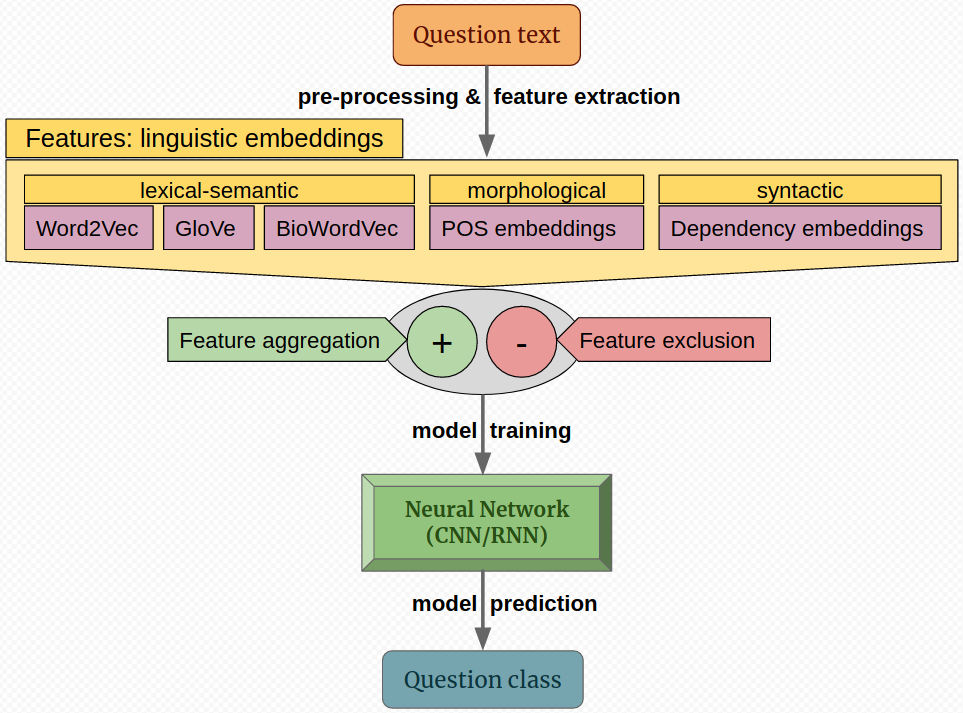 Question text
pre-processing & feature extraction
Features: linguistic embeddings
lexical-semantic
morphological
syntactic
Word2Vec
GloVe
BioWordVec
POS embeddings
Dependency embeddings
Feature aggregation
+
-
Feature exclusion
model training
Neural Network
(CNN/RNN)
model prediction
Question class